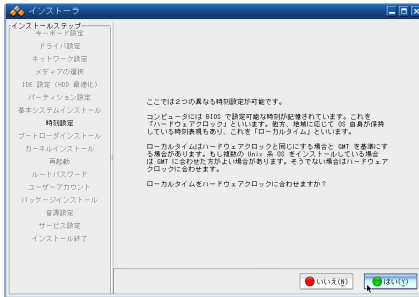 インストーラ
インストールステップ
キーボード設定
ドライバ設定
ネットワーク設定
メディアの選択
IDE 設定 (HDD 最適化)
パーティション設定
基本システムインストール
時刻設定
ブートローダインストール
カーネルインストール
再起動
ルートパスワード
ユーザーアカウント
パッケージインストール
音源設定
サービス設定
インストール終了
ここでは2つの異なる時刻設定が可能です。
コンピュータには BIOS で設定可能な時刻が記憶されています。これを
「ハードウェアクロック」といいます。他方、地域に応じて OS 自身が保持
している時刻表現もあり、これを「ローカルタイム」といいます。
ローカルタイムはハードウェアクロックと同じにする場合と GMT を基準にす
る場合があります。もし複数の Unix 系 OS をインストールしている場合
は GMT に合わせた方がよい場合があります。そうでない場合はハードウェア
クロックに合わせます。
ローカルタイムをハードウェアクロックに合わせますか？
いいえ(N)
はい(Y)